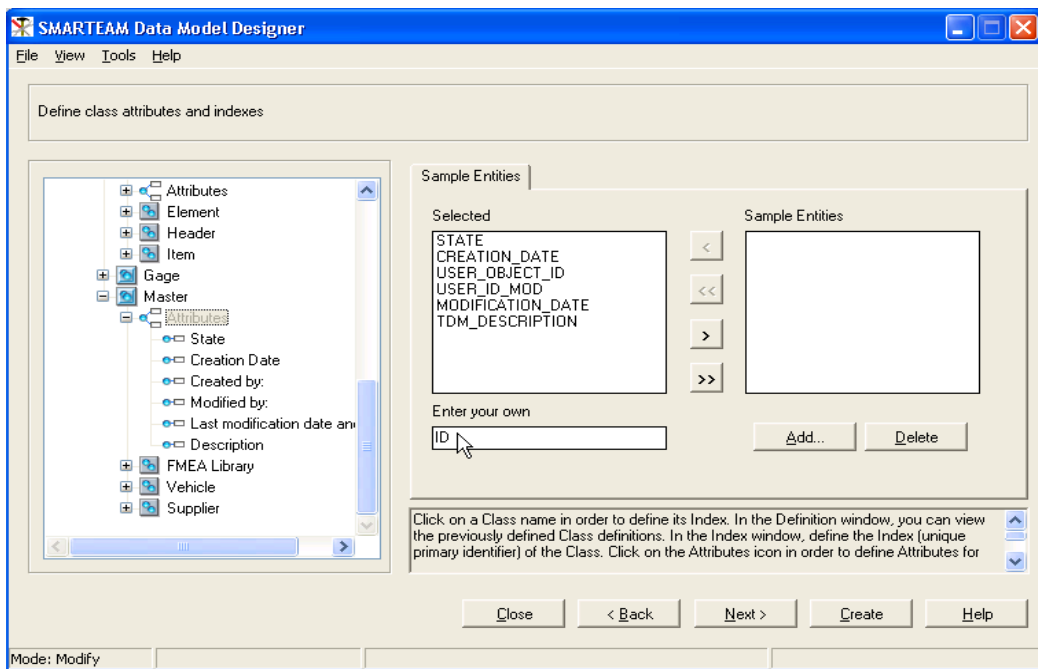 SMARTEAM Data Model Designer
File View Tools Help
Define class attributes and indexes
Attributes
Element
Header
Item
Gage
Master
Attributes
State
Creation Date
Created by:
Modified by:
Last modification date an
Description
FMEA Library
Vehicle
Supplier
Sample Entities
Selected
STATE
CREATION_DATE
USER_OBJECT_ID
USER_ID_MOD
MODIFICATION_DATE
TDM_DESCRIPTION
<
<<
>
>>
Sample Entities
Enter your own
ID
Add... Delete
Click on a Class name in order to define its Index. In the Definition window, you can view
the previously defined Class definitions. In the Index window, define the Index (unique
primary identifier) of the Class. Click on the Attributes icon in order to define Attributes for
Close < Back Next > Create Help
Mode: Modify